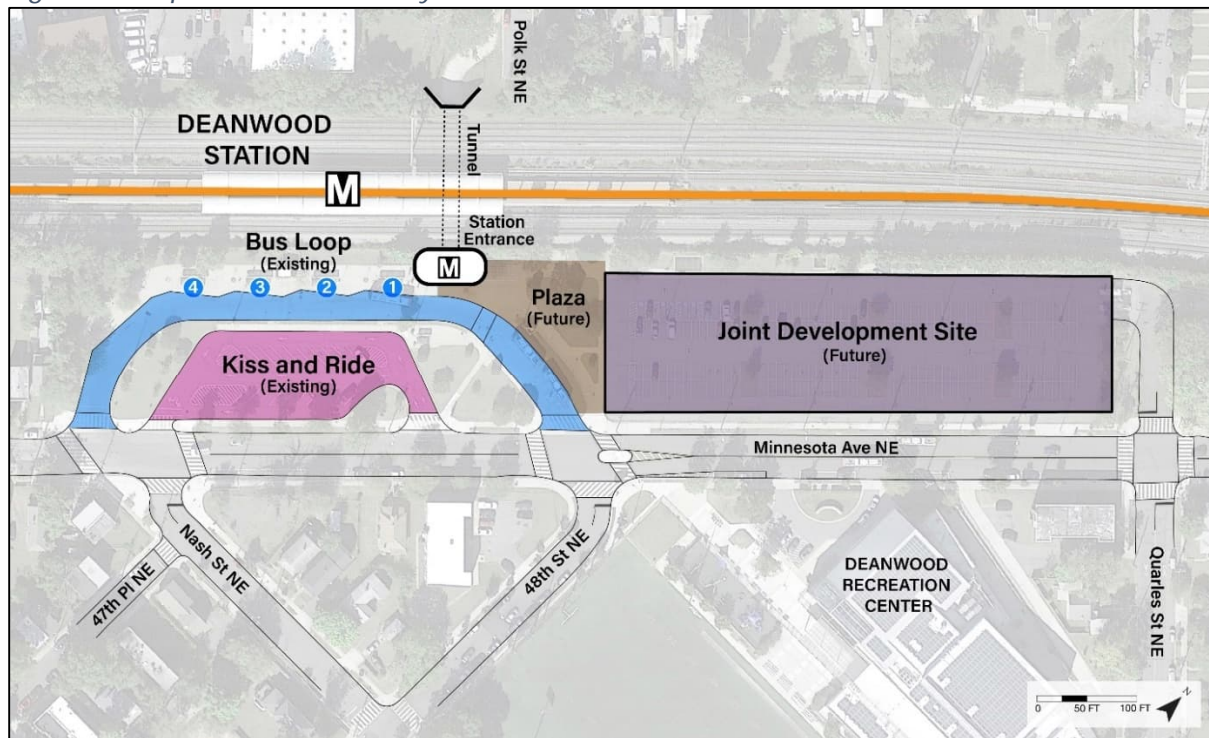 Polk St NE
DEANWOOD
STATION
Tunnel
M
Station
Entrance
Bus Loop
(Existing)
M
4
3
2
1
Plaza
(Future)
Joint Development Site
(Future)
Kiss and Ride
(Existing)
Minnesota Ave NE
Nash St NE
47th Pl NE
48th St NE
DEANWOOD
RECREATION
CENTER
Quarles St NE
N
0 50 FT 100 FT